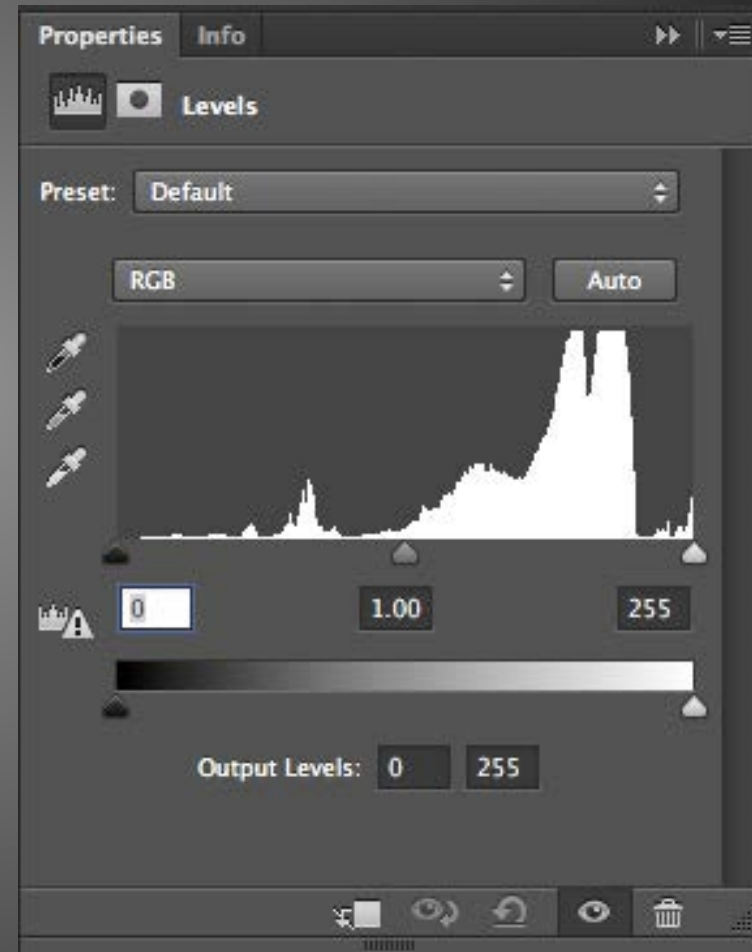 Properties Info
Levels
Preset: Default
RGB Auto
0 1.00 255
Output Levels: 0 255